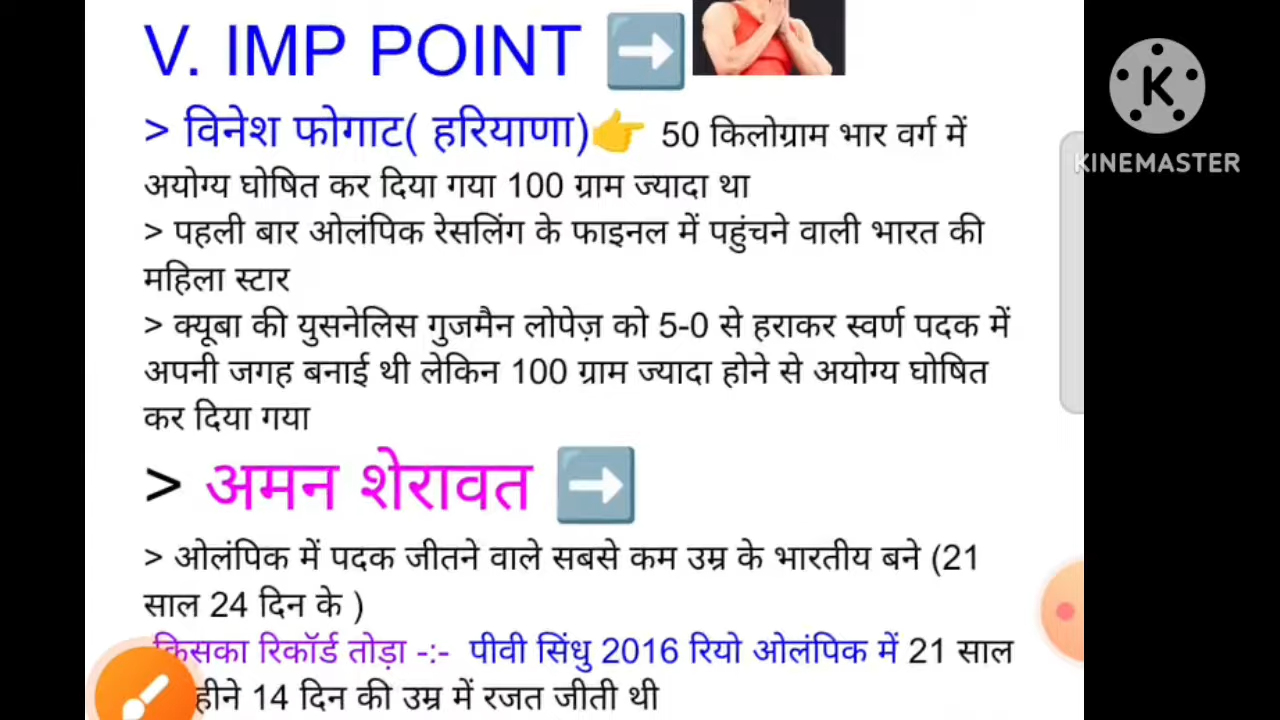 V. IMP POINT ➡️
> विनेश फोगाट( हरियाणा)👉 50 किलोग्राम भार वर्ग में
अयोग्य घोषित कर दिया गया 100 ग्राम ज्यादा था
> पहली बार ओलंपिक रेसलिंग के फाइनल में पहुंचने वाली भारत की
महिला स्टार
> क्यूबा की युसनेलिस गुजमैन लोपेज़ को 5-0 से हराकर स्वर्ण पदक में
अपनी जगह बनाई थी लेकिन 100 ग्राम ज्यादा होने से अयोग्य घोषित
कर दिया गया
> अमन शेरावत ➡️
> ओलंपिक में पदक जीतने वाले सबसे कम उम्र के भारतीय बने (21
साल 24 दिन के )
किसका रिकॉर्ड तोड़ा -:- पीवी सिंधु 2016 रियो ओलंपिक में 21 साल
14 दिन की उम्र में रजत जीती थी
K
KINEMASTER